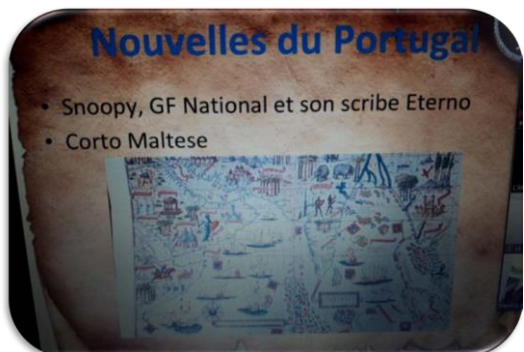 Nouvelles du Portugal
• Snoopy, GF National et son scribe Eterno
• Corto Maltese